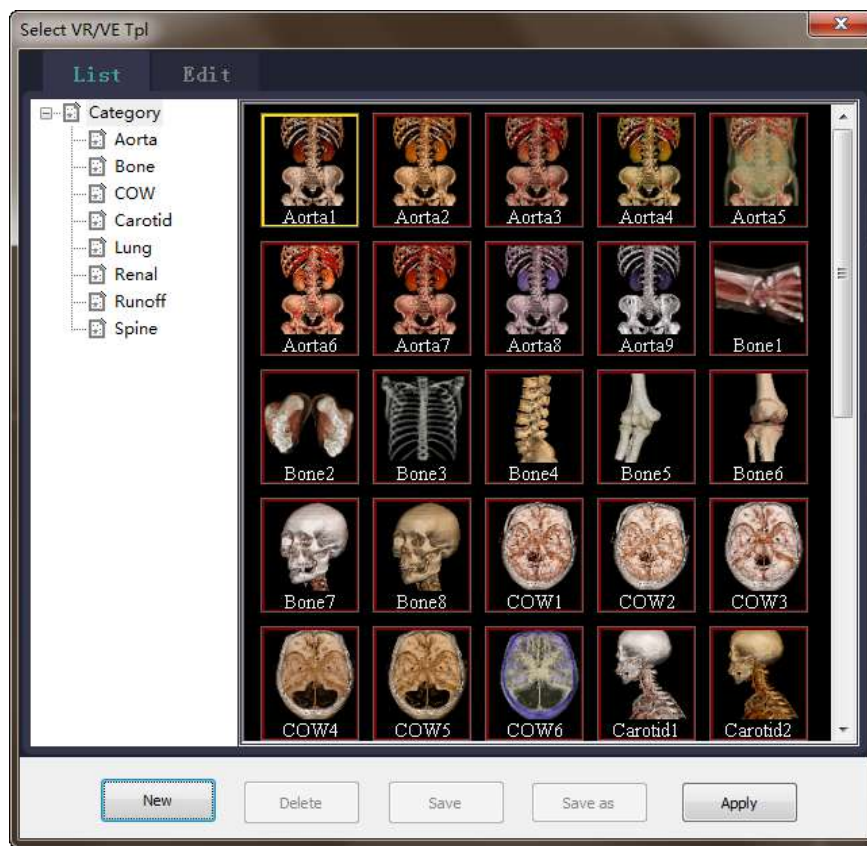 Select VR/VE Tpl
List Edit
Category
Aorta
Bone
COW
Carotid
Lung
Renal
Runoff
Spine
Aorta1 Aorta2 Aorta3 Aorta4 Aorta5
Aorta6 Aorta7 Aorta8 Aorta9 Bone1
Bone2 Bone3 Bone4 Bone5 Bone6
Bone7 Bone8 COW1 COW2 COW3
COW4 COW5 COW6 Carotid1 Carotid2
New Delete Save Save as Apply